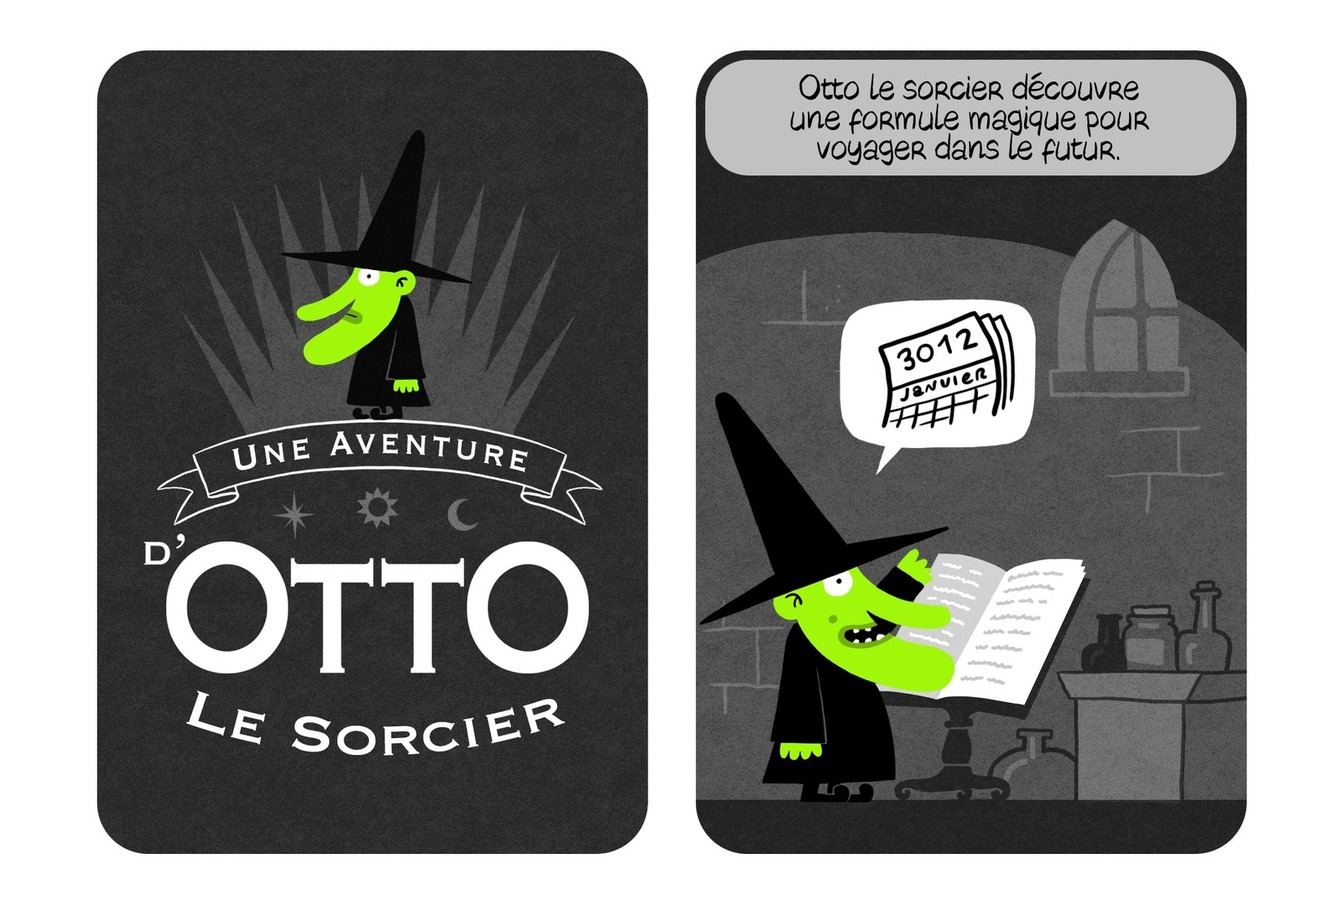 Une Aventure
d'Otto
Le Sorcier
Otto le sorcier découvre
une formule magique pour
voyager dans le futur.
3012
JANVIER